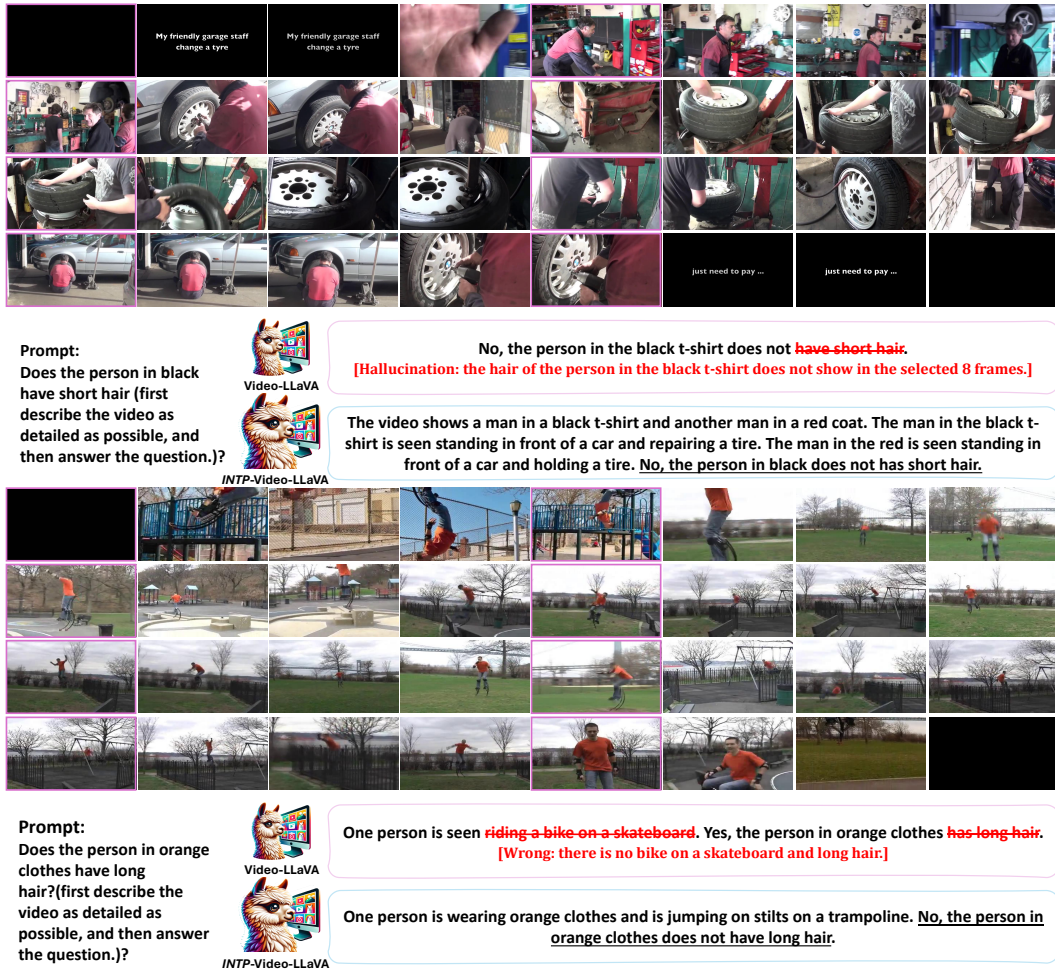 My friendly garage staff
change a tyre
My friendly garage staff
change a tyre
just need to pay ...
just need to pay ...
Prompt:
Does the person in black
have short hair (first
describe the video as
detailed as possible, and
then answer the question.)?
Video-LLaVA
No, the person in the black t-shirt does not have short hair.
[Hallucination: the hair of the person in the black t-shirt does not show in the selected 8 frames.]
INTP-Video-LLaVA
The video shows a man in a black t-shirt and another man in a red coat. The man in the black t-
shirt is seen standing in front of a car and repairing a tire. The man in the red is seen standing in
front of a car and holding a tire. No, the person in black does not has short hair.
Prompt:
Does the person in orange
clothes have long
hair?(first describe the
video as detailed as
possible, and then answer
the question.)?
Video-LLaVA
One person is seen riding a bike on a skateboard. Yes, the person in orange clothes has long hair.
[Wrong: there is no bike on a skateboard and long hair.]
INTP-Video-LLaVA
One person is wearing orange clothes and is jumping on stilts on a trampoline. No, the person in
orange clothes does not have long hair.